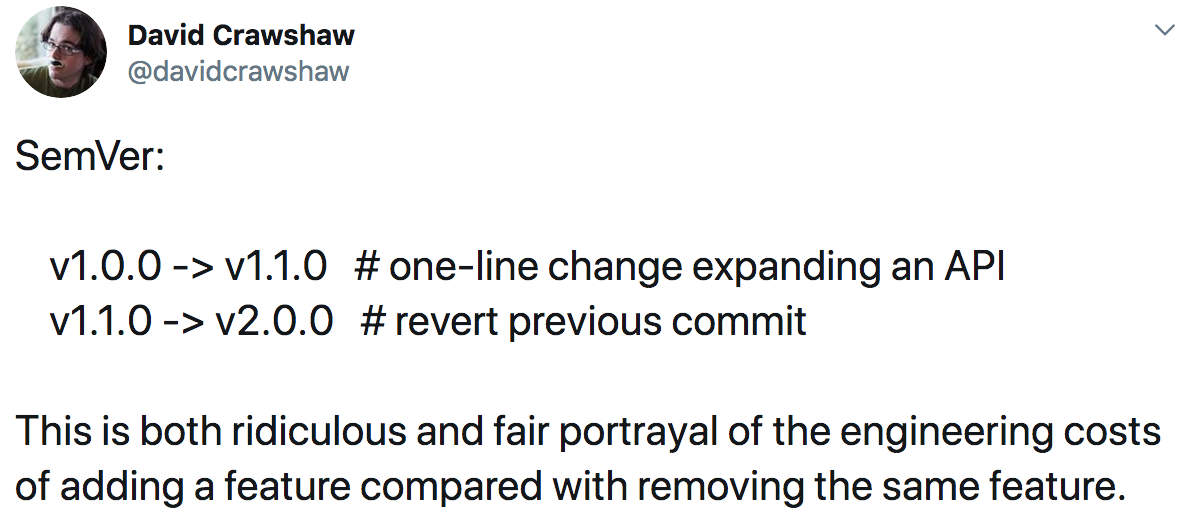 David Crawshaw
@davidcrawshaw
SemVer:
v1.0.0 -> v1.1.0 # one-line change expanding an API
v1.1.0 -> v2.0.0 # revert previous commit
This is both ridiculous and fair portrayal of the engineering costs
of adding a feature compared with removing the same feature.